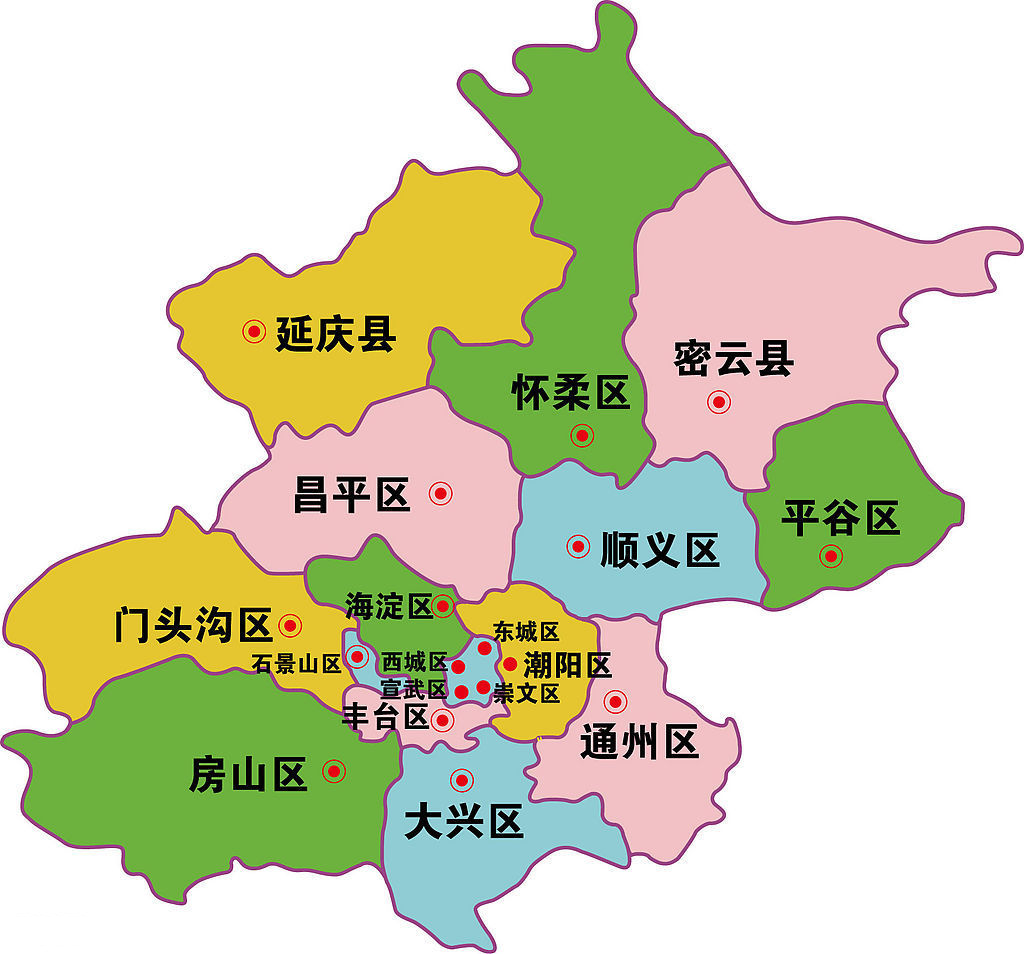 延庆县
密云县
怀柔区
昌平区
平谷区
顺义区
海淀区
门头沟区
东城区
石景山区
西城区
潮阳区
宣武区
崇文区
丰台区
通州区
房山区
大兴区